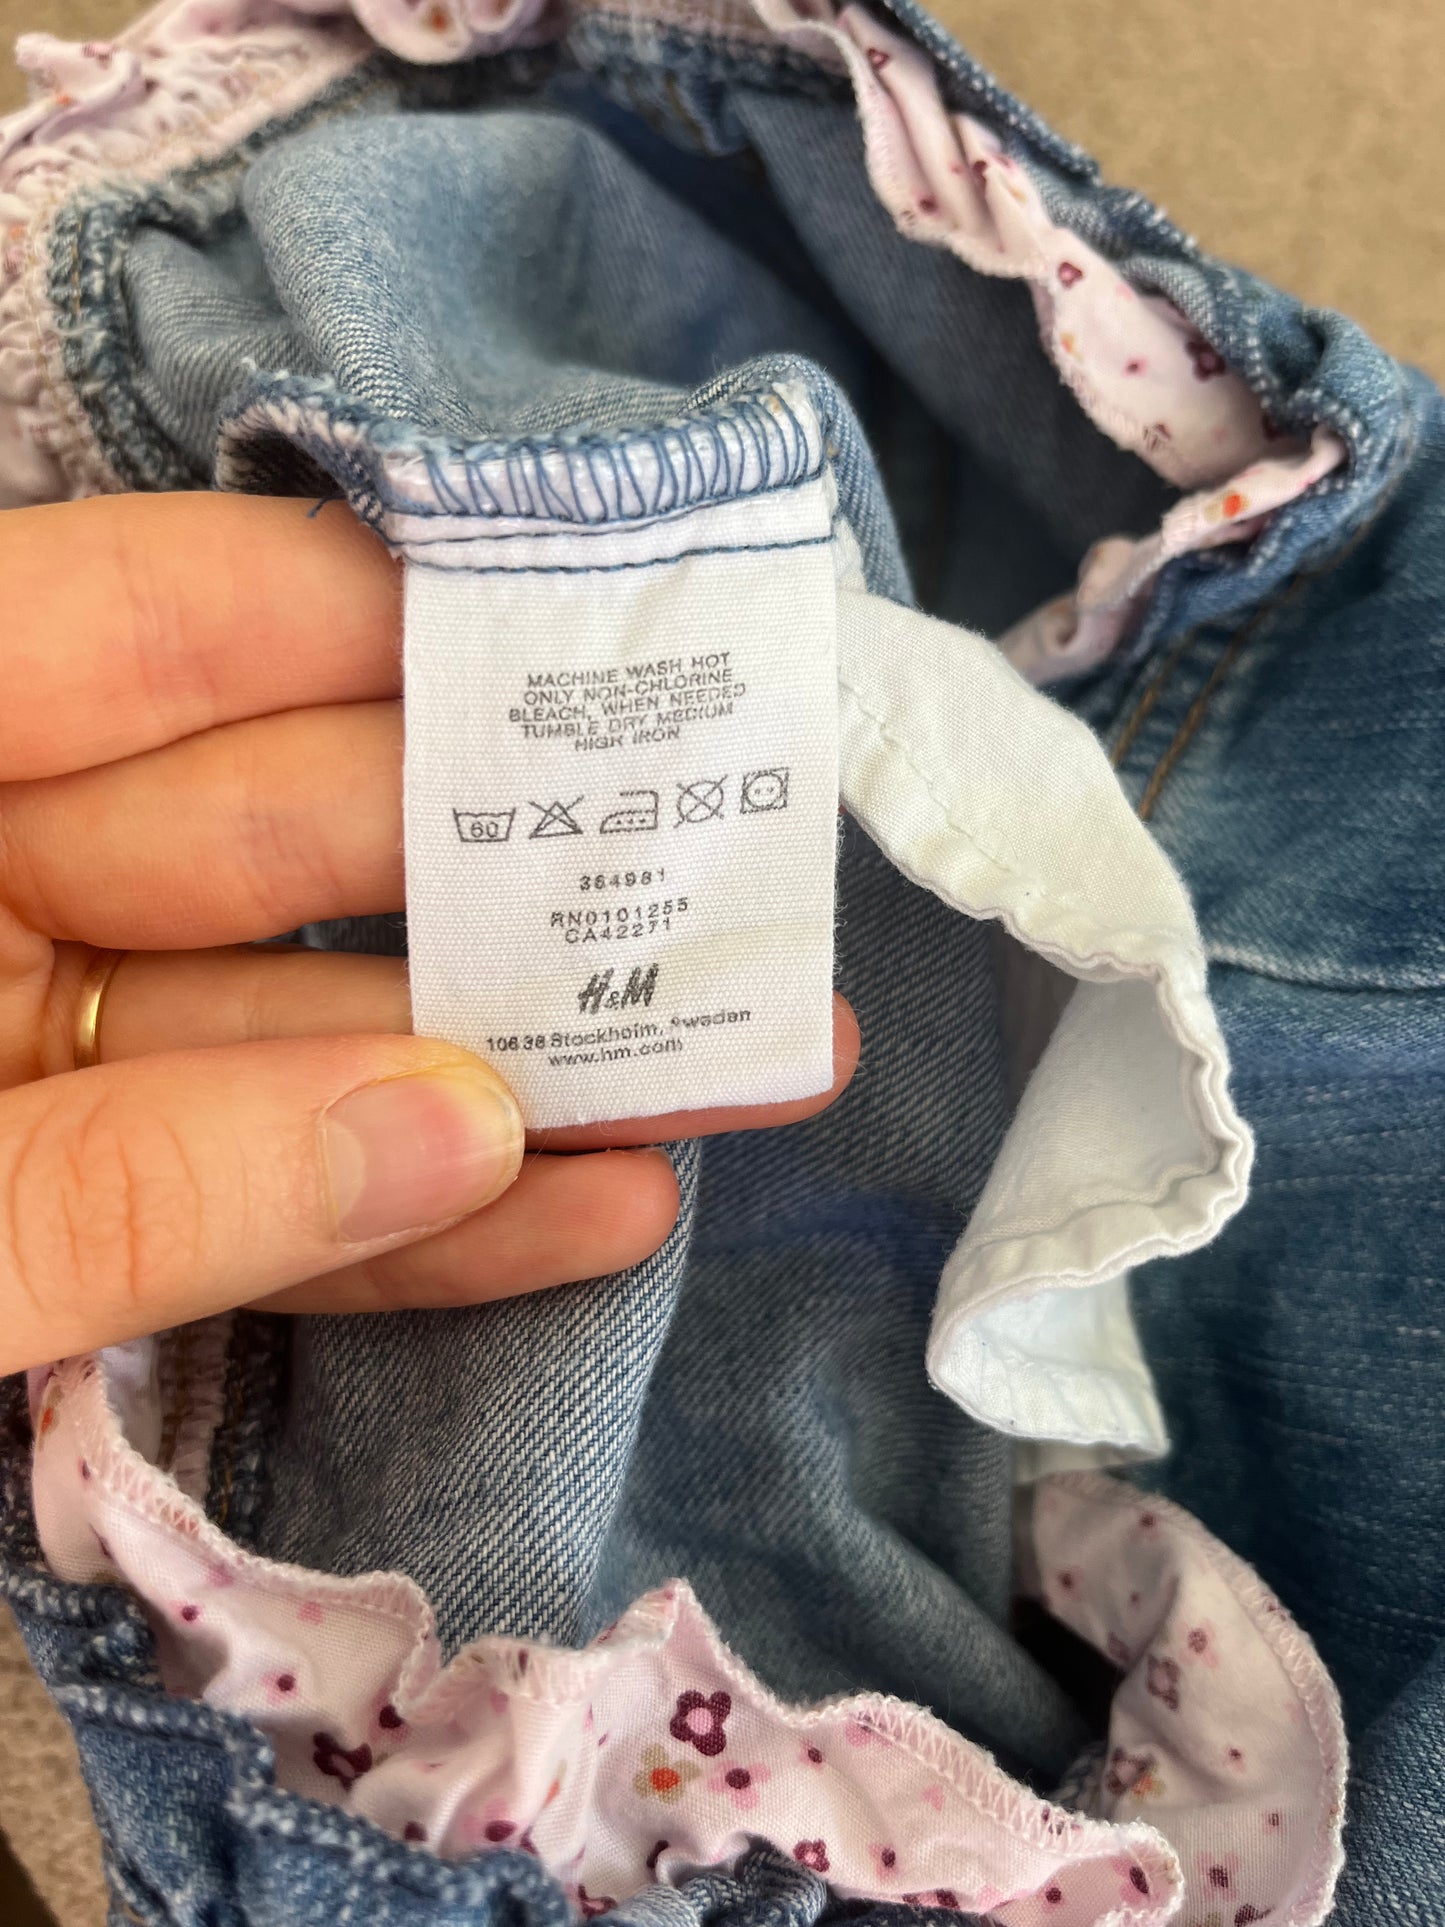 MACHINE WASH HOT
ONLY NON-CHLORINE
BLEACH, WHEN NEEDED
TUMBLE DRY MEDIUM
HIGH IRON
60
364981
RN0101255
CA42271
H&M
106 38 Stockholm, Sweden
www.hm.com